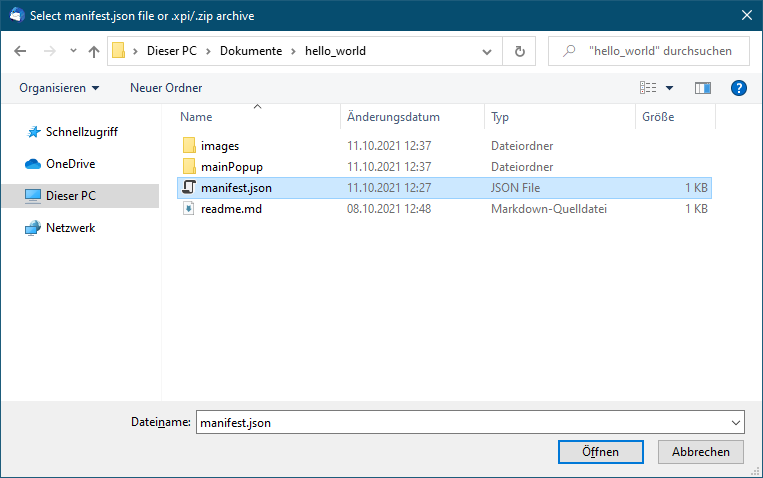 Select manifest.json file or .xpi/.zip archive
Dieser PC > Dokumente > hello_world
"hello_world" durchsuchen
Organisieren
Neuer Ordner
?
Name Änderungsdatum Typ Größe
Schnellzugriff
OneDrive
Dieser PC
Netzwerk
images 11.10.2021 12:37 Dateiordner
mainPopup 11.10.2021 12:37 Dateiordner
manifest.json 11.10.2021 12:27 JSON File 1 KB
readme.md 08.10.2021 12:48 Markdown-Quelldatei 1 KB
Dateiname: manifest.json
Öffnen Abbrechen